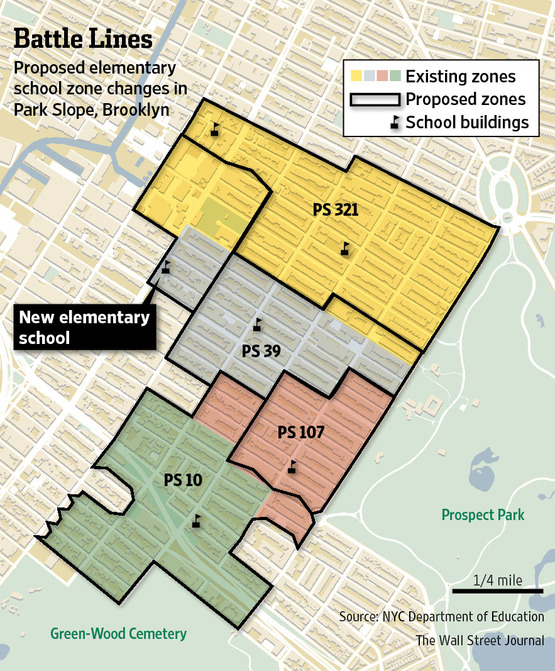 Battle Lines
Proposed elementary
school zone changes in
Park Slope, Brooklyn
Existing zones
Proposed zones
School buildings
PS 321
New elementary
school
PS 39
PS 107
PS 10
Prospect Park
1/4 mile
Source: NYC Department of Education
The Wall Street Journal
Green-Wood Cemetery